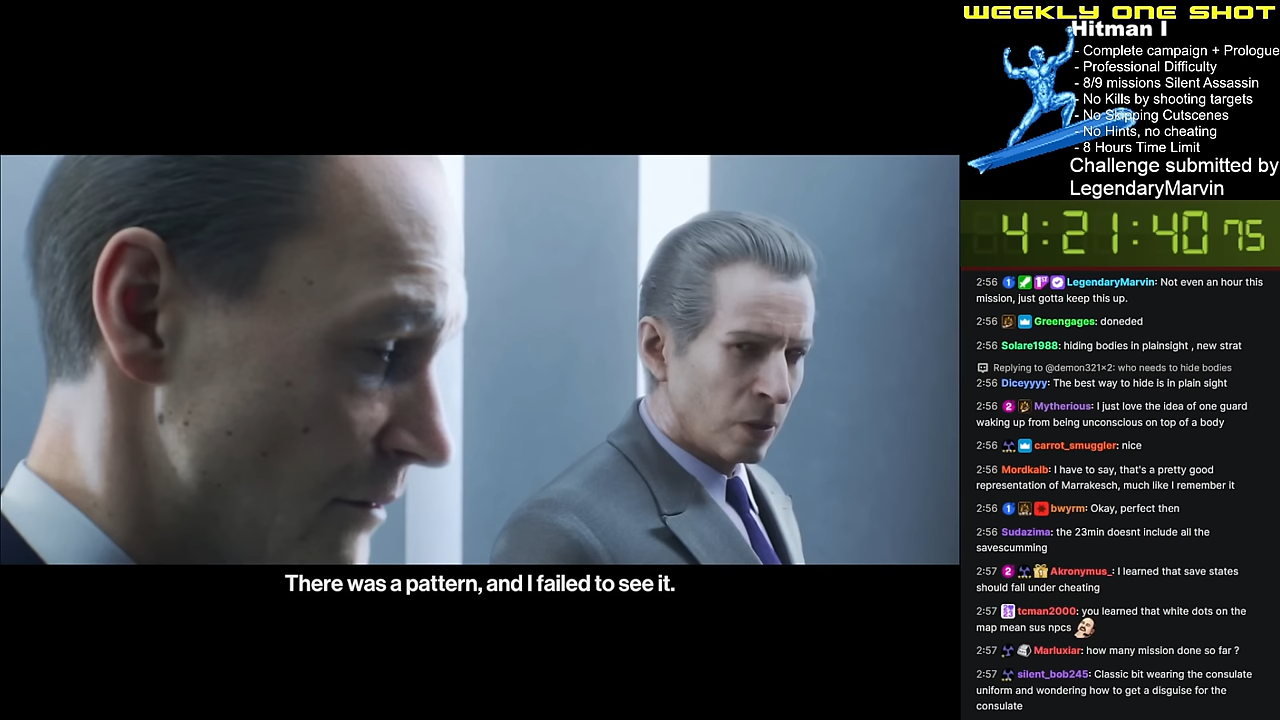 WEEKLY ONE SHOT
Hitman I
- Complete campaign + Prologue
- Professional Difficulty
- 8/9 missions Silent Assassin
- No Kills by shooting targets
- No Skipping Cutscenes
- No Hints, no cheating
- 8 Hours Time Limit
Challenge submitted by
LegendaryMarvin
4:21:40 75
2:56 LegendaryMarvin: Not even an hour this
mission, just gotta keep this up.
2:56 Greengages: doneded
2:56 Solare1988: hiding bodies in plainsight , new strat
Replying to @demon321x2: who needs to hide bodies
2:56 Diceyyyy: The best way to hide is in plain sight
2:56 Mytherious: I just love the idea of one guard
waking up from being unconscious on top of a body
2:56 carrot_smuggler: nice
2:56 Mordkalb: I have to say, that's a pretty good
representation of Marrakesch, much like I remember it
2:56 bwyrm: Okay, perfect then
2:56 Sudazima: the 23min doesnt include all the
savescumming
2:57 Akronymus_: I learned that save states
should fall under cheating
2:57 tcman2000: you learned that white dots on the
map mean sus npcs
2:57 Marluxiar: how many mission done so far ?
2:57 silent_bob245: Classic bit wearing the consulate
uniform and wondering how to get a disguise for the
consulate
There was a pattern, and I failed to see it.